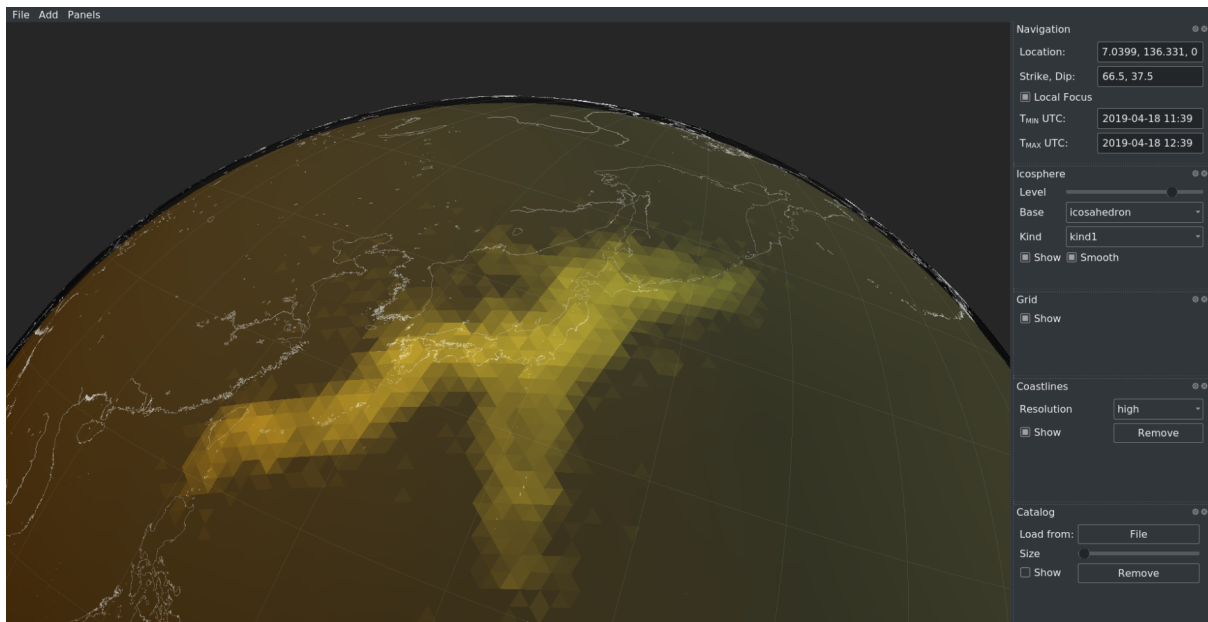 File Add Panels
Navigation
Location: 7.0399, 136.331, 0
Strike, Dip: 66.5, 37.5
Local Focus
TMIN UTC: 2019-04-18 11:39
TMAX UTC: 2019-04-18 12:39
Icosphere
Level
Base icosahedron
Kind kind1
Show Smooth
Grid
Show
Coastlines
Resolution high
Show Remove
Catalog
Load from: File
Size
Show Remove